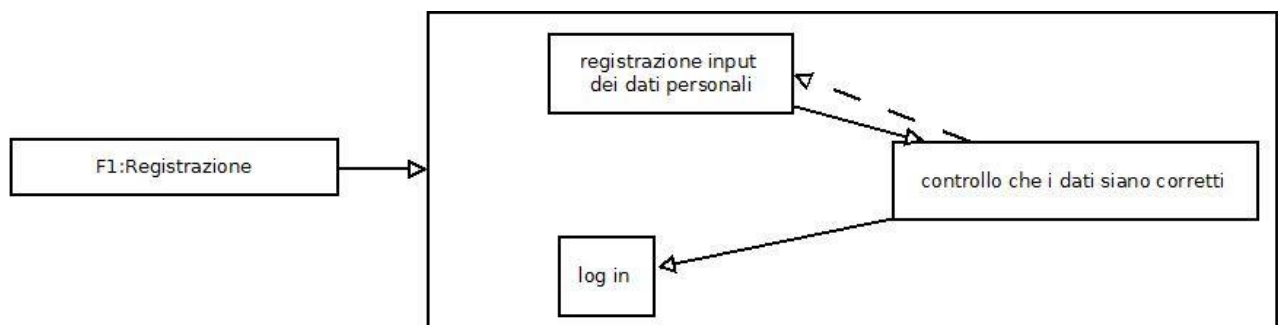 registrazione input
dei dati personali
F1:Registrazione
controllo che i dati siano corretti
log in